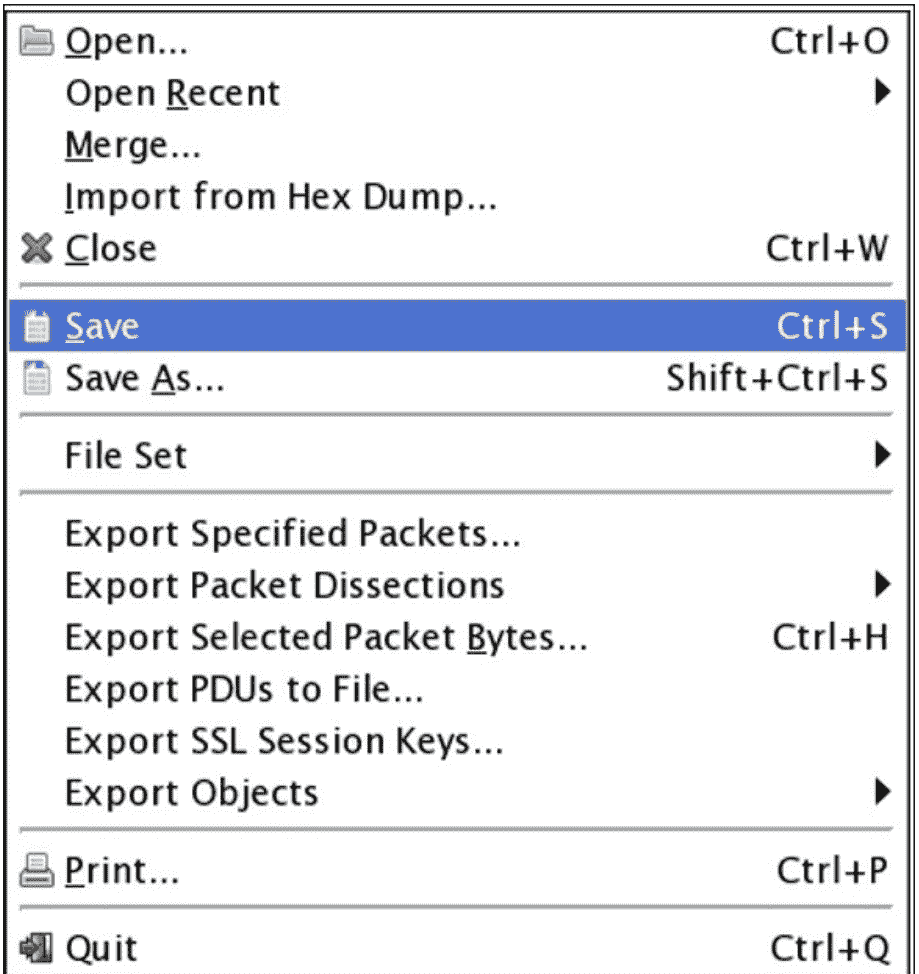 Open... Ctrl+O
Open Recent
Merge...
Import from Hex Dump...
Close Ctrl+W
Save Ctrl+S
Save As... Shift+Ctrl+S
File Set
Export Specified Packets...
Export Packet Dissections
Export Selected Packet Bytes... Ctrl+H
Export PDUs to File...
Export SSL Session Keys...
Export Objects
Print... Ctrl+P
Quit Ctrl+Q